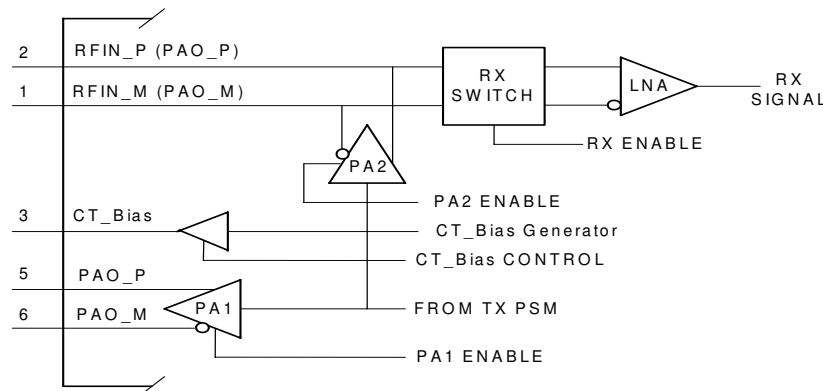 2 RFIN_P (PAO_P)
1 RFIN_M (PAO_M)
RX SWITCH
LNA
RX SIGNAL
RX ENABLE
PA2
PA2 ENABLE
3 CT_Bias
CT_Bias Generator
CT_Bias CONTROL
5 PAO_P
6 PAO_M
PA1
FROM TX PSM
PA1 ENABLE